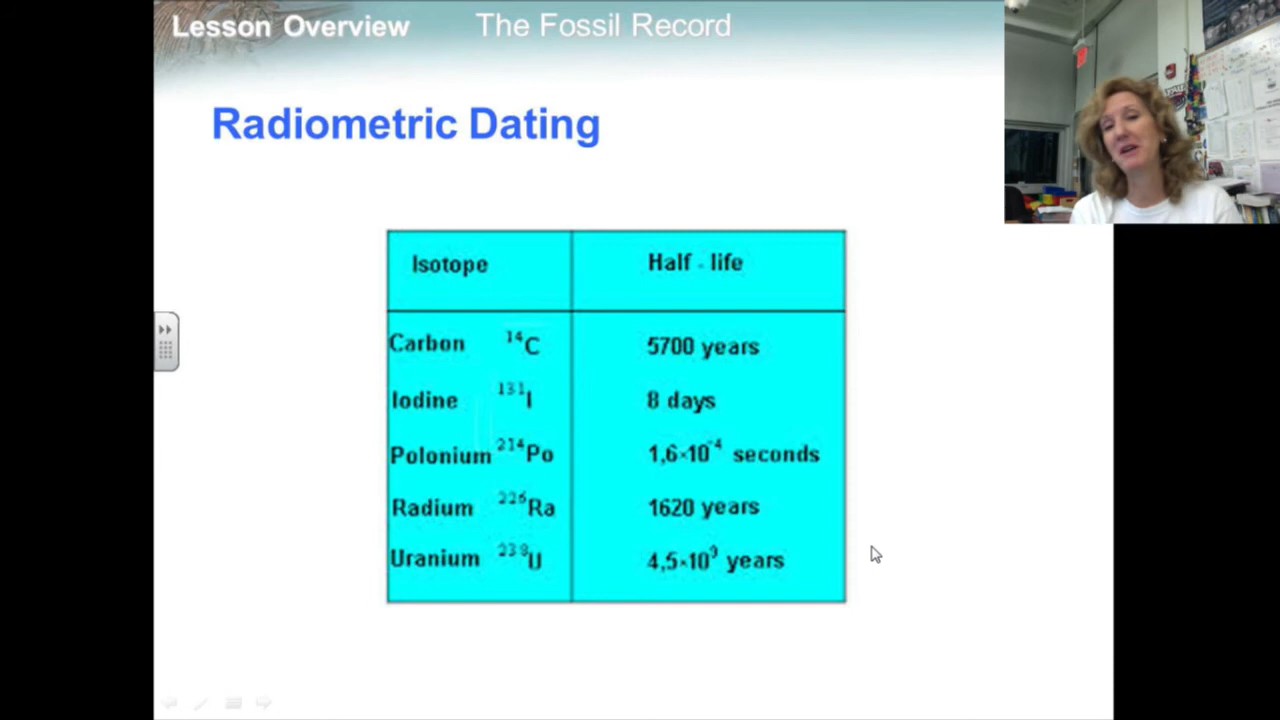 Lesson Overview The Fossil Record
Radiometric Dating
Isotope Half - life
Carbon ¹⁴C 5700 years
Iodine ¹³¹I 8 days
Polonium ²¹⁴Po 1,6·10⁻⁴ seconds
Radium ²²⁶Ra 1620 years
Uranium ²³⁸U 4,5·10⁹ years